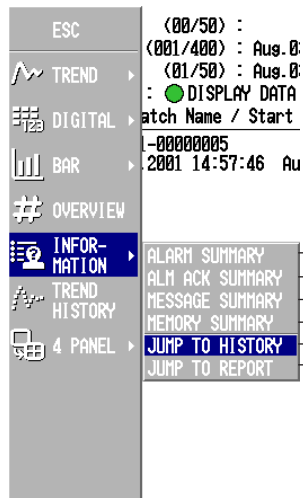 ESC
TREND
DIGITAL
BAR
OVERVIEW
INFOR-
MATION
TREND
HISTORY
4 PANEL
123
(00/50) :
(001/400) : Aug.0
(01/50) : Aug.0
: DISPLAY DATA
atch Name / Start
-00000005
.2001 14:57:46 Au
ALARM SUMMARY
ALM ACK SUMMARY
MESSAGE SUMMARY
MEMORY SUMMARY
JUMP TO HISTORY
JUMP TO REPORT